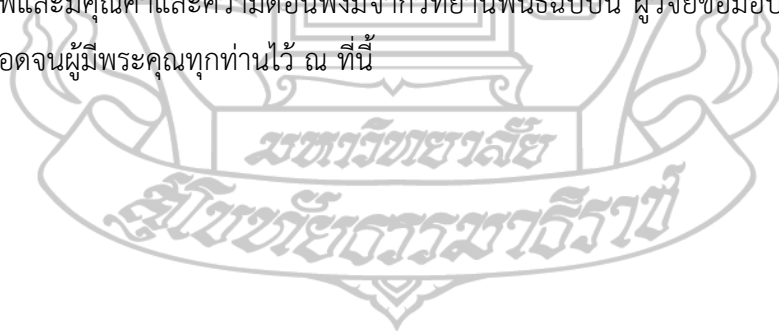 และมีคุณค่าและความดีอันพึงมีจากวิทยานิพนธ์ฉบับนี้ ผู้วิจัยขอมอบ
อดจนผู้มีพระคุณทุกท่านไว้ ณ ที่นี้
มหาวิทยาลัย
สุโขทัยธรรมาธิราช